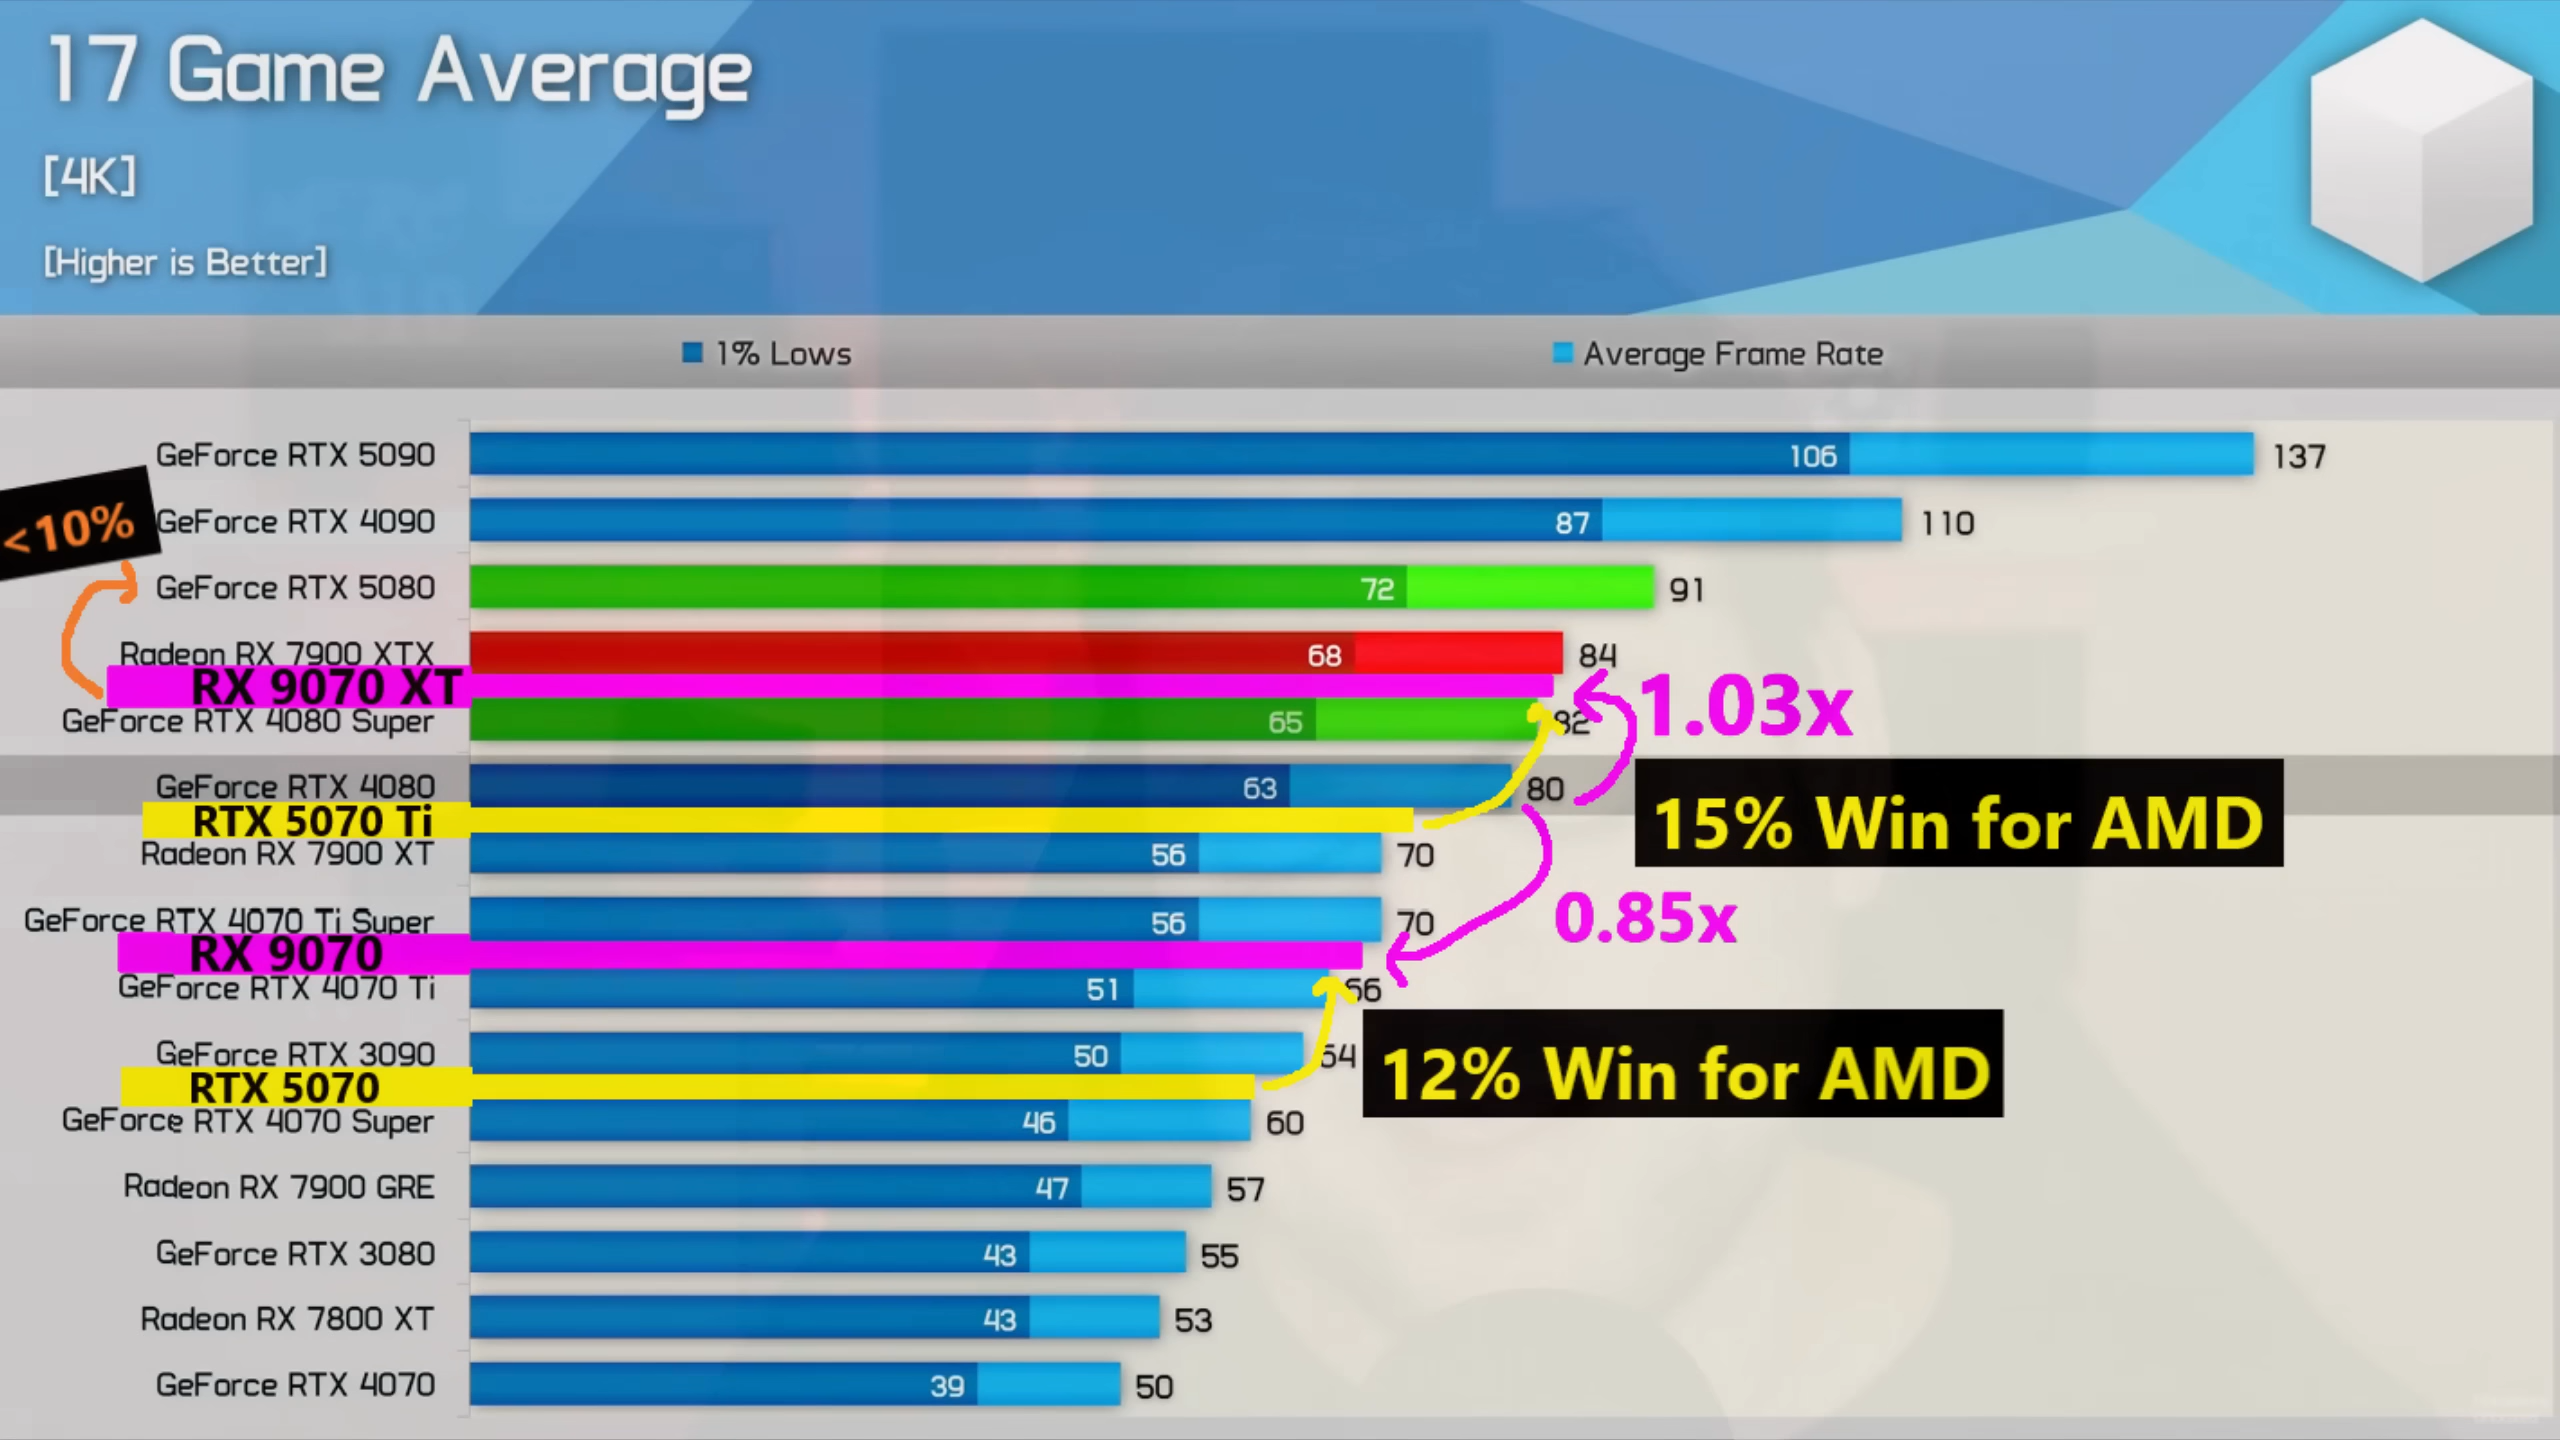 17 Game Average
[4K]
[Higher is Better]
1% Lows
Average Frame Rate
GeForce RTX 5090 106 137
<10%
GeForce RTX 4090 87 110
GeForce RTX 5080 72 91
Radeon RX 7900 XTX 68 84
RX 9070 XT
1.03x
GeForce RTX 4080 Super 65 82
GeForce RTX 4080 63 80
15% Win for AMD
RTX 5070 Ti
Radeon RX 7900 XT 56 70
GeForce RTX 4070 Ti Super 56 70
0.85x
RX 9070
GeForce RTX 4070 Ti 51 66
GeForce RTX 3090 50 64
12% Win for AMD
RTX 5070
GeForce RTX 4070 Super 46 60
Radeon RX 7900 GRE 47 57
GeForce RTX 3080 43 55
Radeon RX 7800 XT 43 53
GeForce RTX 4070 39 50